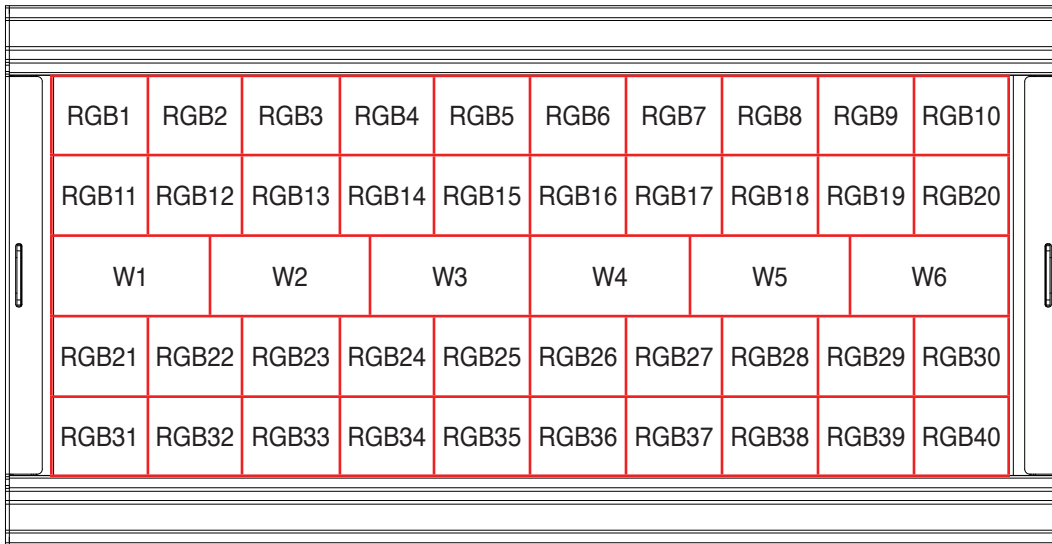 RGB1 RGB2 RGB3 RGB4 RGB5 RGB6 RGB7 RGB8 RGB9 RGB10
RGB11 RGB12 RGB13 RGB14 RGB15 RGB16 RGB17 RGB18 RGB19 RGB20
W1 W2 W3 W4 W5 W6
RGB21 RGB22 RGB23 RGB24 RGB25 RGB26 RGB27 RGB28 RGB29 RGB30
RGB31 RGB32 RGB33 RGB34 RGB35 RGB36 RGB37 RGB38 RGB39 RGB40